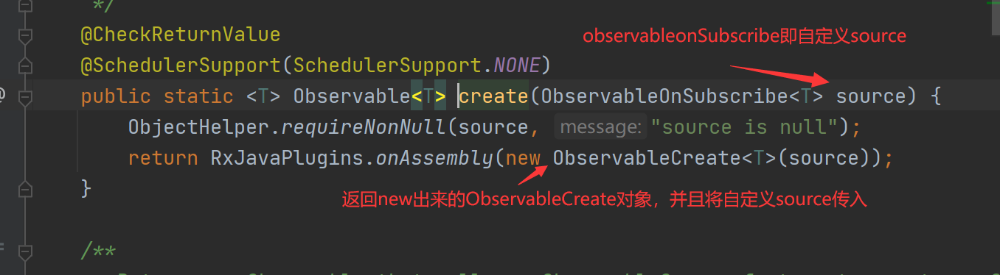 */
@CheckReturnValue
observableonSubscribe即自定义source
@SchedulerSupport(SchedulerSupport.NONE)
public static <T> Observable<T> create(ObservableOnSubscribe<T> source) {
ObjectHelper.requireNonNull(source, message: "source is null");
return RxJavaPlugins.onAssembly(new ObservableCreate<T>(source));
}
返回new出来的ObservableCreate对象，并且将自定义source传入
/**